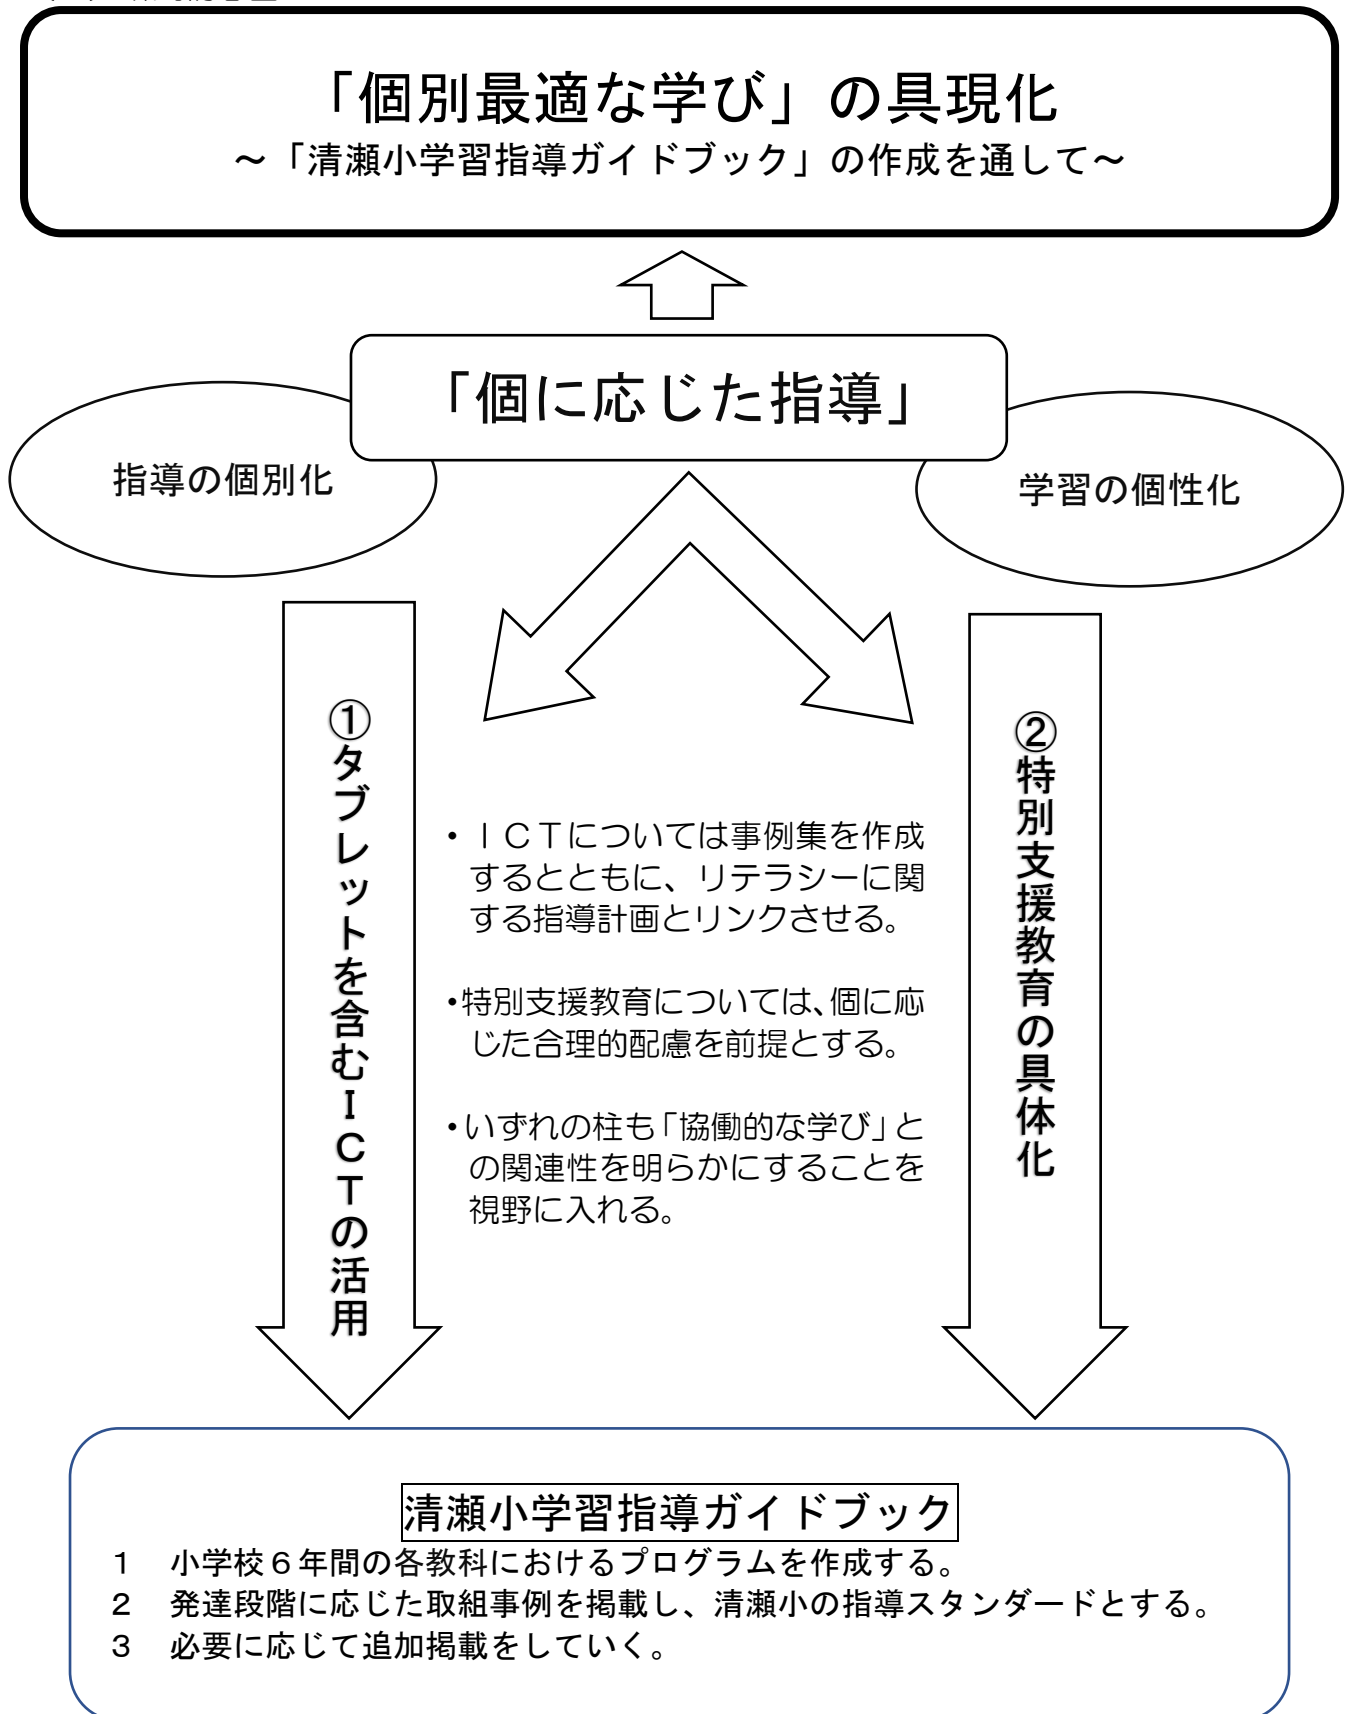 「個別最適な学び」の具現化
～「清瀬小学習指導ガイドブック」の作成を通して～
「個に応じた指導」
指導の個別化
学習の個性化
①タブレットを含むＩＣＴの活用
・ＩＣＴについては事例集を作成
するとともに、リテラシーに関
する指導計画とリンクさせる。
・特別支援教育については、個に応
じた合理的配慮を前提とする。
・いずれの柱も「協働的な学び」と
の関連性を明らかにすることを
視野に入れる。
②特別支援教育の具体化
清瀬小学習指導ガイドブック
１　小学校６年間の各教科におけるプログラムを作成する。
２　発達段階に応じた取組事例を掲載し、清瀬小の指導スタンダードとする。
３　必要に応じて追加掲載をしていく。